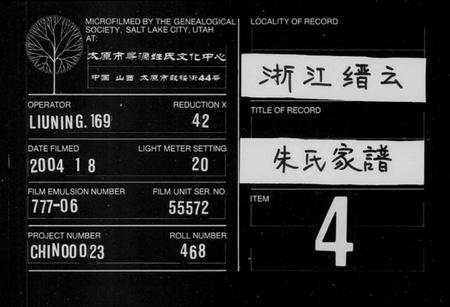 MICROFILMED BY THE GENEALOGICAL
SOCIETY, SALT LAKE CITY, UTAH
AT:
太原市寻源姓氏文化中心
中国 山西 太原市鼓楼街44号
OPERATOR
LIUNING.169
REDUCTION X
42
DATE FILMED
2004 1 8
LIGHT METER SETTING
20
FILM EMULSION NUMBER
777-06
FILM UNIT SER. NO.
55572
PROJECT NUMBER
CHINO0023
ROLL NUMBER
468
LOCALITY OF RECORD
浙江缙云
TITLE OF RECORD
朱氏家譜
ITEM
4